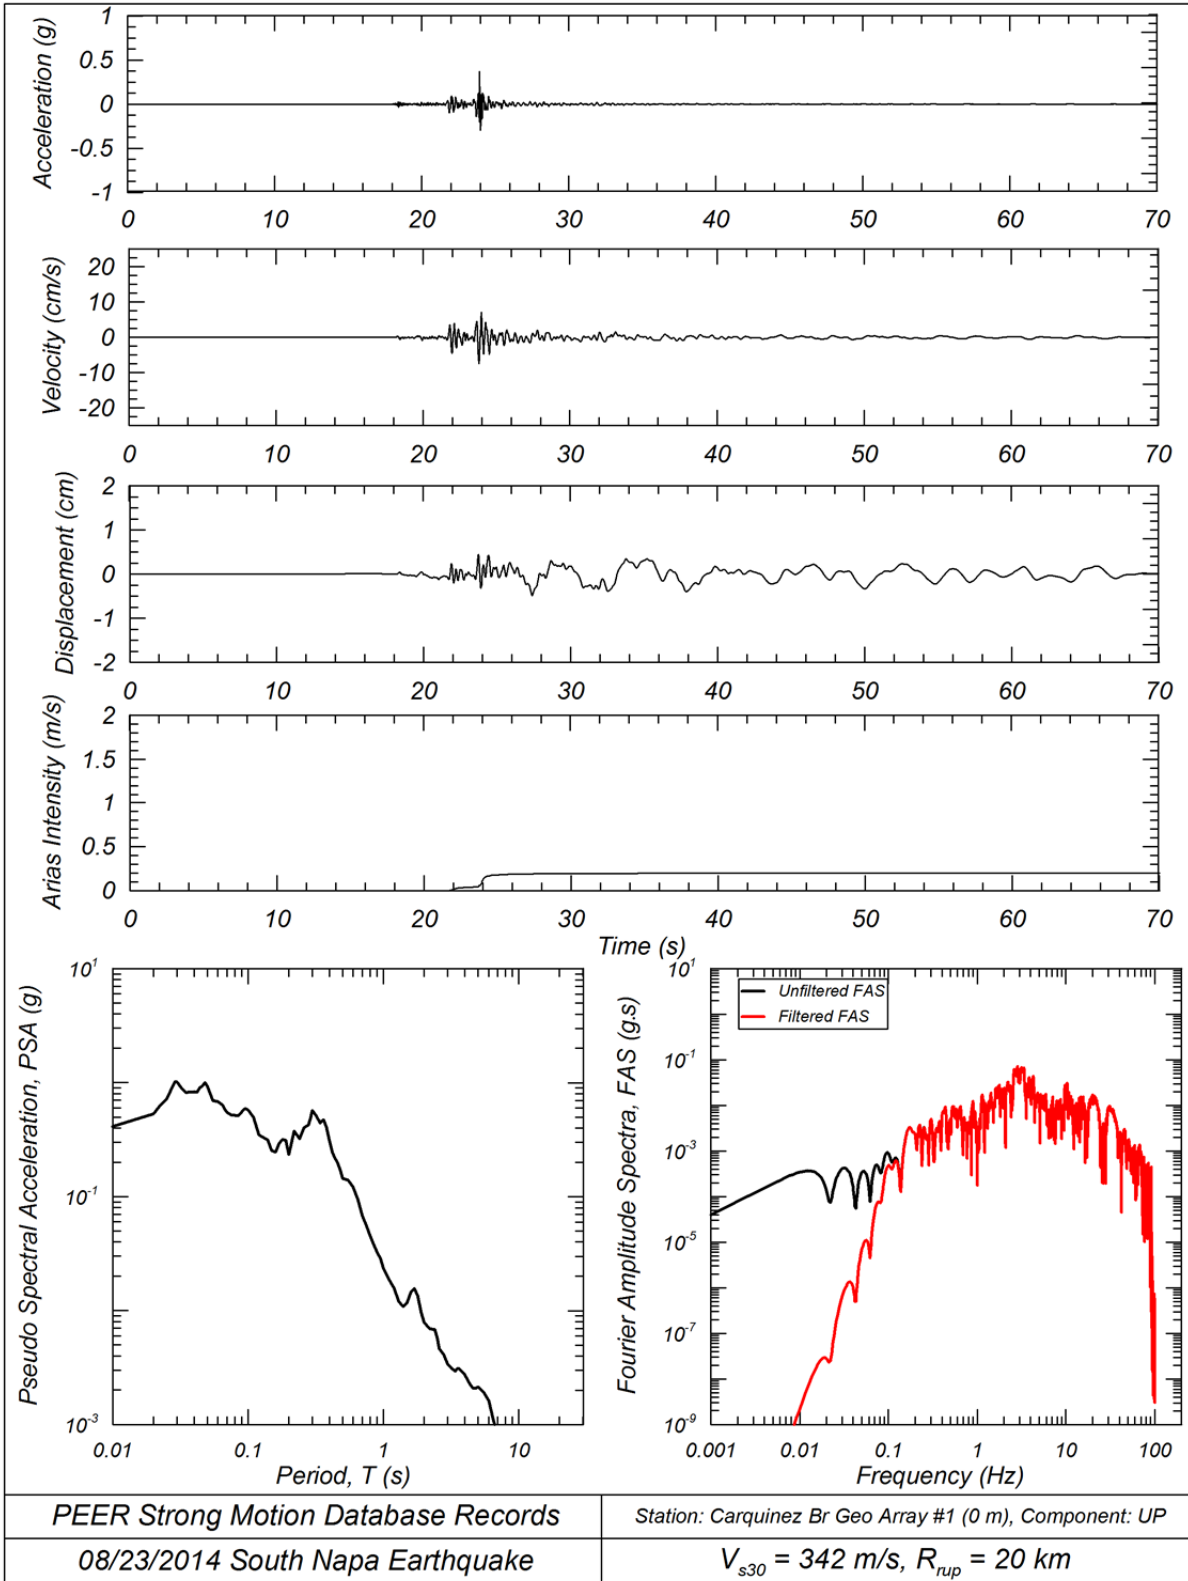 Acceleration (g)
1
0.5
0
-0.5
-1
0 10 20 30 40 50 60 70
Velocity (cm/s)
20
10
0
-10
-20
0 10 20 30 40 50 60 70
Displacement (cm)
2
1
0
-1
-2
0 10 20 30 40 50 60 70
Arias Intensity (m/s)
2
1.5
1
0.5
0
0 10 20 30 40 50 60 70
Time (s)
Pseudo Spectral Acceleration, PSA (g)
10¹
10⁻¹
10⁻³
0.01 0.1 1 10
Period, T (s)
Fourier Amplitude Spectra, FAS (g.s)
10¹
10⁻¹
10⁻³
10⁻⁵
10⁻⁷
10⁻⁹
Unfiltered FAS
Filtered FAS
0.001 0.01 0.1 1 10 100
Frequency (Hz)
PEER Strong Motion Database Records
Station: Carquinez Br Geo Array #1 (0 m), Component: UP
08/23/2014 South Napa Earthquake
Vs30 = 342 m/s, Rrup = 20 km